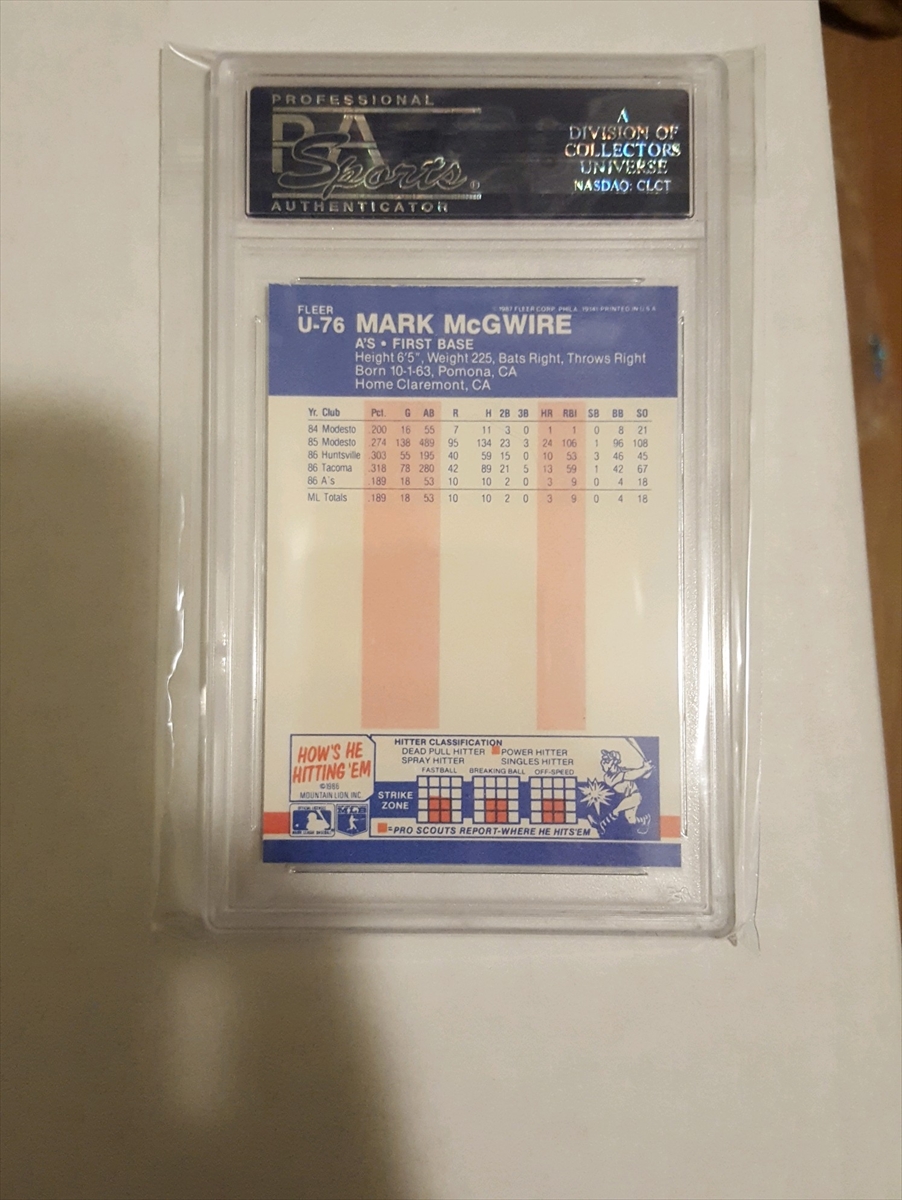 PROFESSIONAL
PSA
Sports®
AUTHENTICATOR
A
DIVISION OF
COLLECTORS
UNIVERSE
NASDAQ: CLCT
© 1987 FLEER CORP. PHILA. 19141 PRINTED IN U.S.A.
FLEER
U-76 MARK McGWIRE
A'S • FIRST BASE
Height 6'5", Weight 225, Bats Right, Throws Right
Born 10-1-63, Pomona, CA
Home Claremont, CA
Yr. Club Pct. G AB R H 2B 3B HR RBI SB BB SO
84 Modesto .200 16 55 7 11 3 0 1 1 0 8 21
85 Modesto .274 138 489 95 134 23 3 24 106 1 96 108
86 Huntsville .303 55 195 40 59 15 0 10 53 3 46 45
86 Tacoma .318 78 280 42 89 21 5 13 59 1 42 67
86 A's .189 18 53 10 10 2 0 3 9 0 4 18
ML Totals .189 18 53 10 10 2 0 3 9 0 4 18
HOW'S HE
HITTING 'EM
©1986
MOUNTAIN LION, INC.
HITTER CLASSIFICATION
DEAD PULL HITTER POWER HITTER
SPRAY HITTER SINGLES HITTER
FASTBALL BREAKING BALL OFF-SPEED
STRIKE
ZONE
=PRO SCOUTS REPORT-WHERE HE HITS'EM